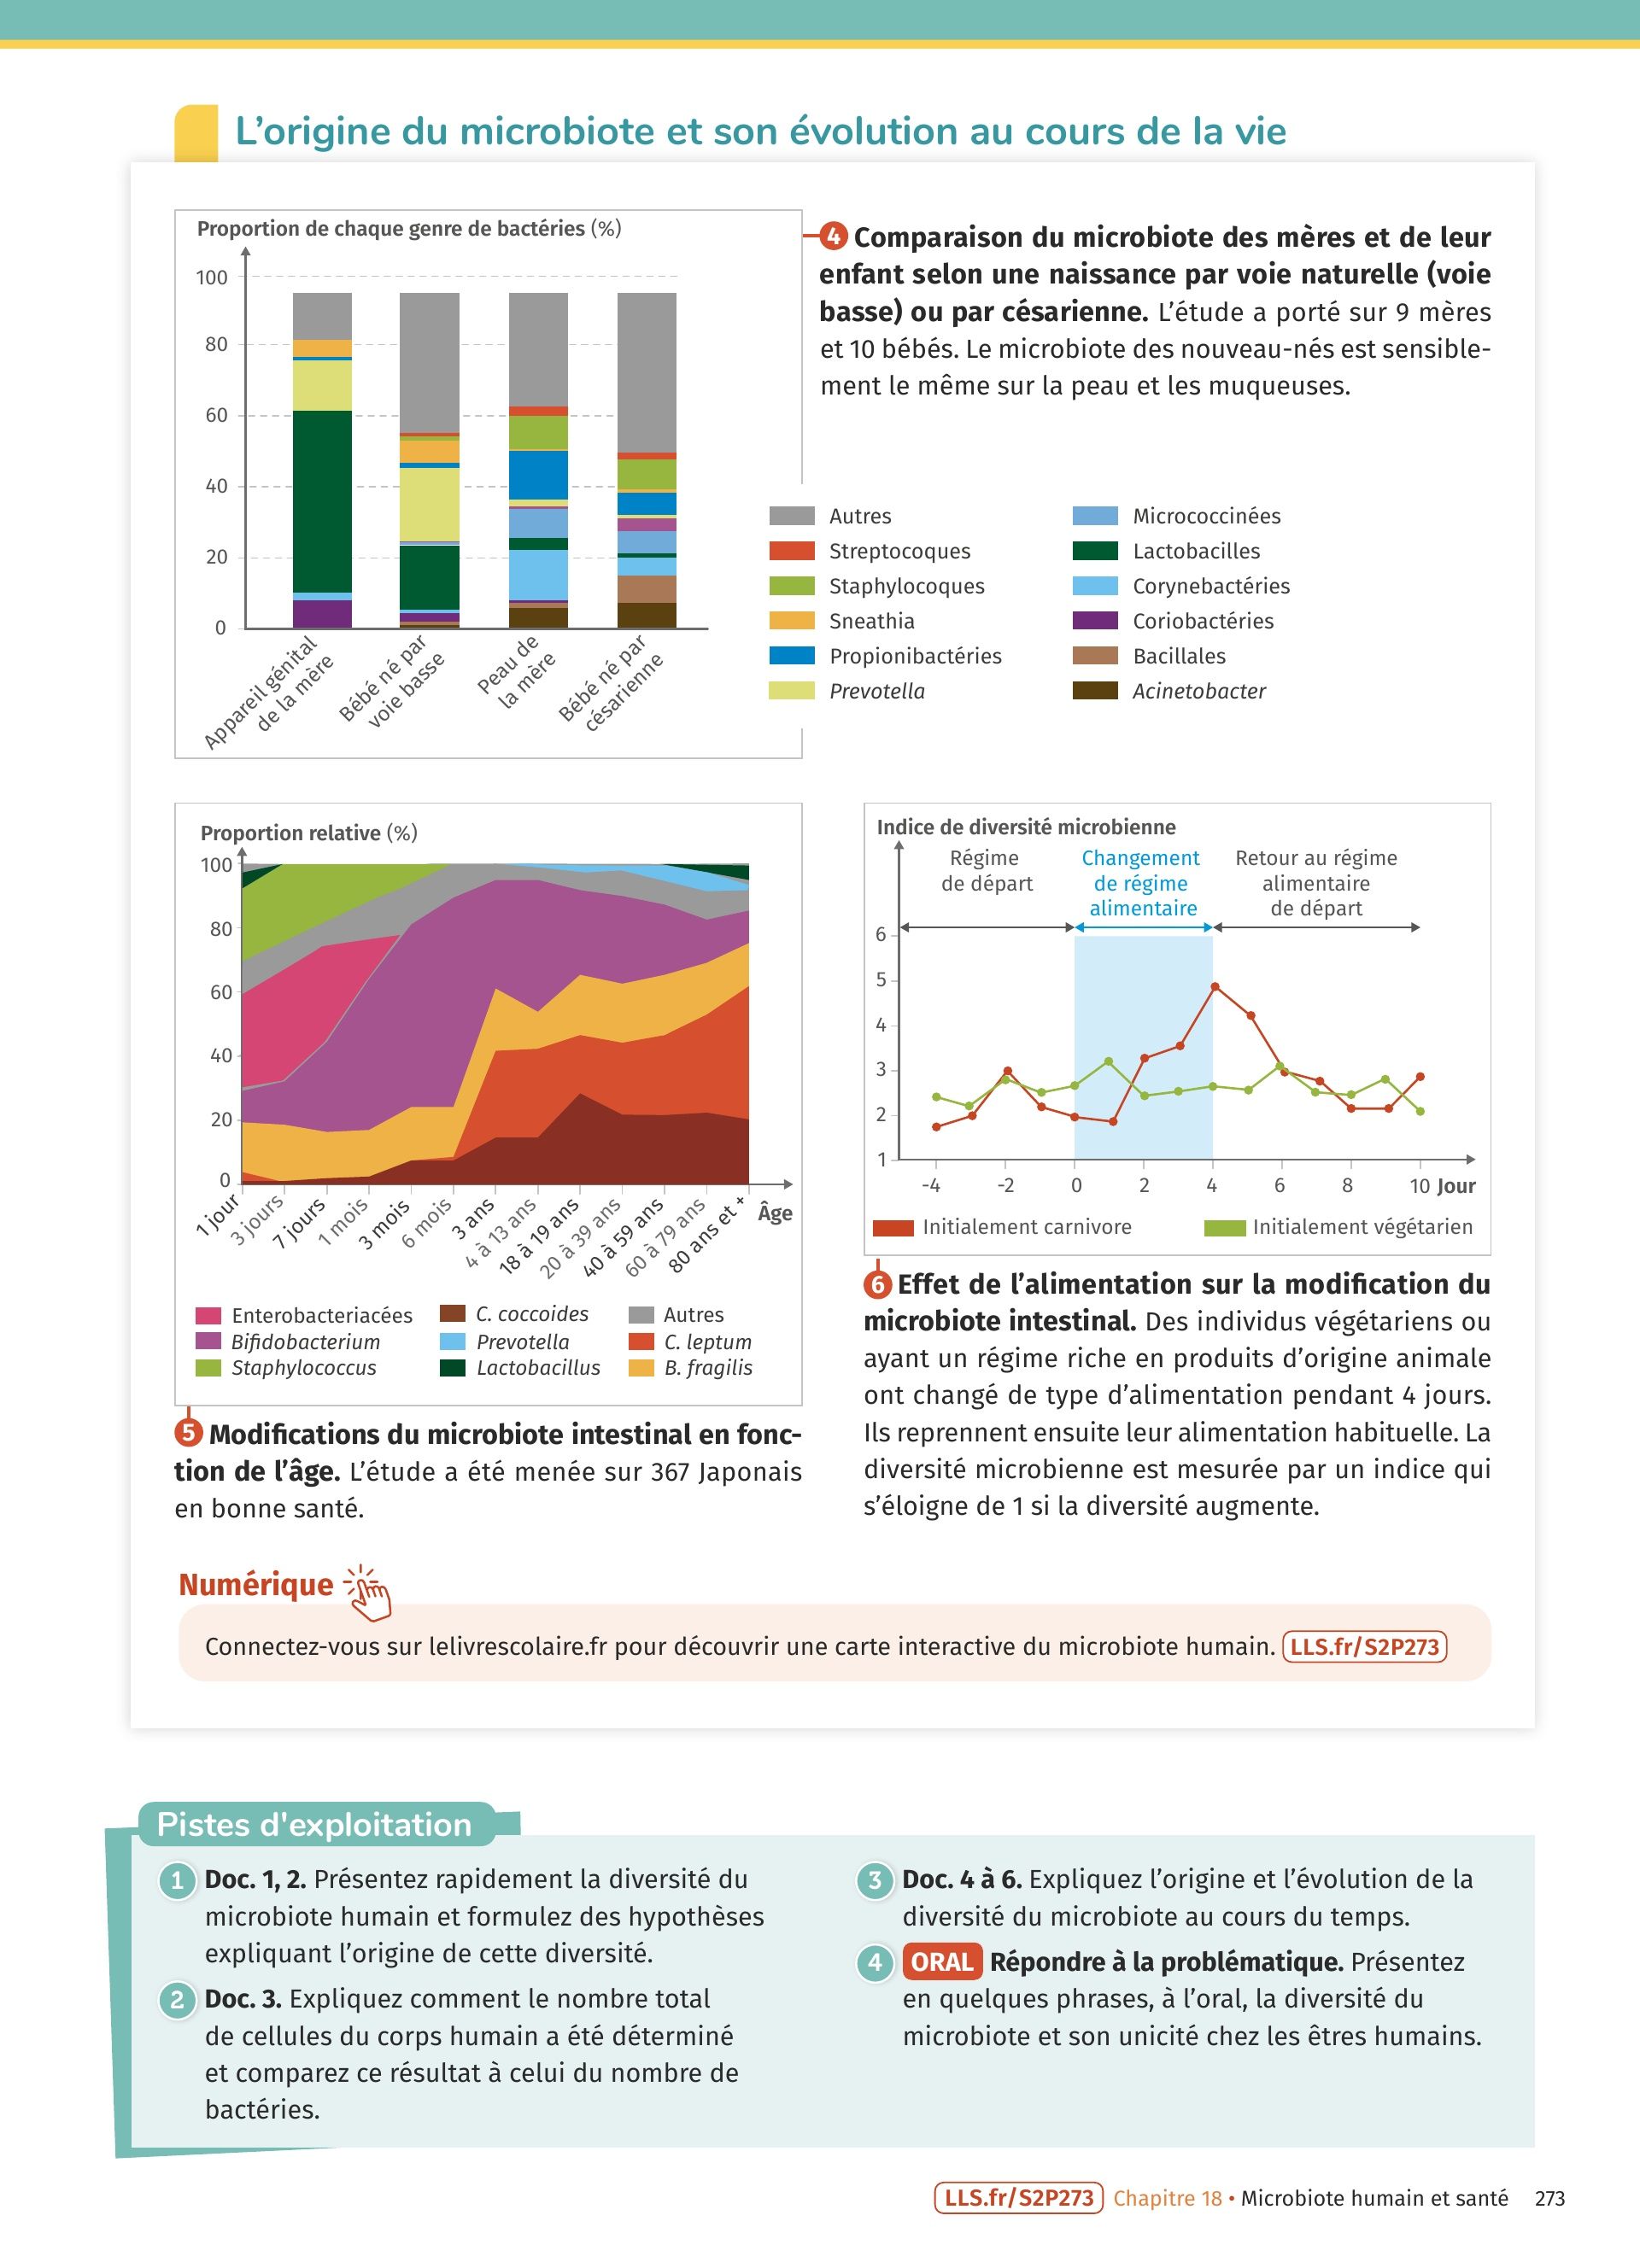 L'origine du microbiote et son évolution au cours de la vie
Proportion de chaque genre de bactéries (%)
100
80
60
40
20
0
Appareil génital
de la mère
Bébé né par
voie basse
Peau de
la mère
Bébé né par
césarienne
4 Comparaison du microbiote des mères et de leur
enfant selon une naissance par voie naturelle (voie
basse) ou par césarienne. L'étude a porté sur 9 mères
et 10 bébés. Le microbiote des nouveau-nés est sensible-
ment le même sur la peau et les muqueuses.
Autres
Streptocoques
Staphylocoques
Sneathia
Propionibactéries
Prevotella
Micrococcinées
Lactobacilles
Corynebactéries
Coriobactéries
Bacillales
Acinetobacter
Proportion relative (%)
100
80
60
40
20
0
1 jour
3 jours
7 jours
1 mois
3 mois
6 mois
3 ans
4 à 13 ans
18 à 19 ans
20 à 39 ans
40 à 59 ans
60 à 79 ans
80 ans et +
Âge
Enterobacteriacées
Bifidobacterium
Staphylococcus
C. coccoides
Prevotella
Lactobacillus
Autres
C. leptum
B. fragilis
5 Modifications du microbiote intestinal en fonc-
tion de l'âge. L'étude a été menée sur 367 Japonais
en bonne santé.
Indice de diversité microbienne
Régime
de départ
Changement
de régime
alimentaire
Retour au régime
alimentaire
de départ
6
5
4
3
2
1
-4 -2 0 2 4 6 8 10 Jour
Initialement carnivore
Initialement végétarien
6 Effet de l'alimentation sur la modification du
microbiote intestinal. Des individus végétariens ou
ayant un régime riche en produits d'origine animale
ont changé de type d'alimentation pendant 4 jours.
Ils reprennent ensuite leur alimentation habituelle. La
diversité microbienne est mesurée par un indice qui
s'éloigne de 1 si la diversité augmente.
Numérique
Connectez-vous sur lelivrescolaire.fr pour découvrir une carte interactive du microbiote humain. LLS.fr/S2P273
Pistes d'exploitation
1 Doc. 1, 2. Présentez rapidement la diversité du
microbiote humain et formulez des hypothèses
expliquant l'origine de cette diversité.
2 Doc. 3. Expliquez comment le nombre total
de cellules du corps humain a été déterminé
et comparez ce résultat à celui du nombre de
bactéries.
3 Doc. 4 à 6. Expliquez l'origine et l'évolution de la
diversité du microbiote au cours du temps.
4 ORAL Répondre à la problématique. Présentez
en quelques phrases, à l'oral, la diversité du
microbiote et son unicité chez les êtres humains.
LLS.fr/S2P273 Chapitre 18 • Microbiote humain et santé 273